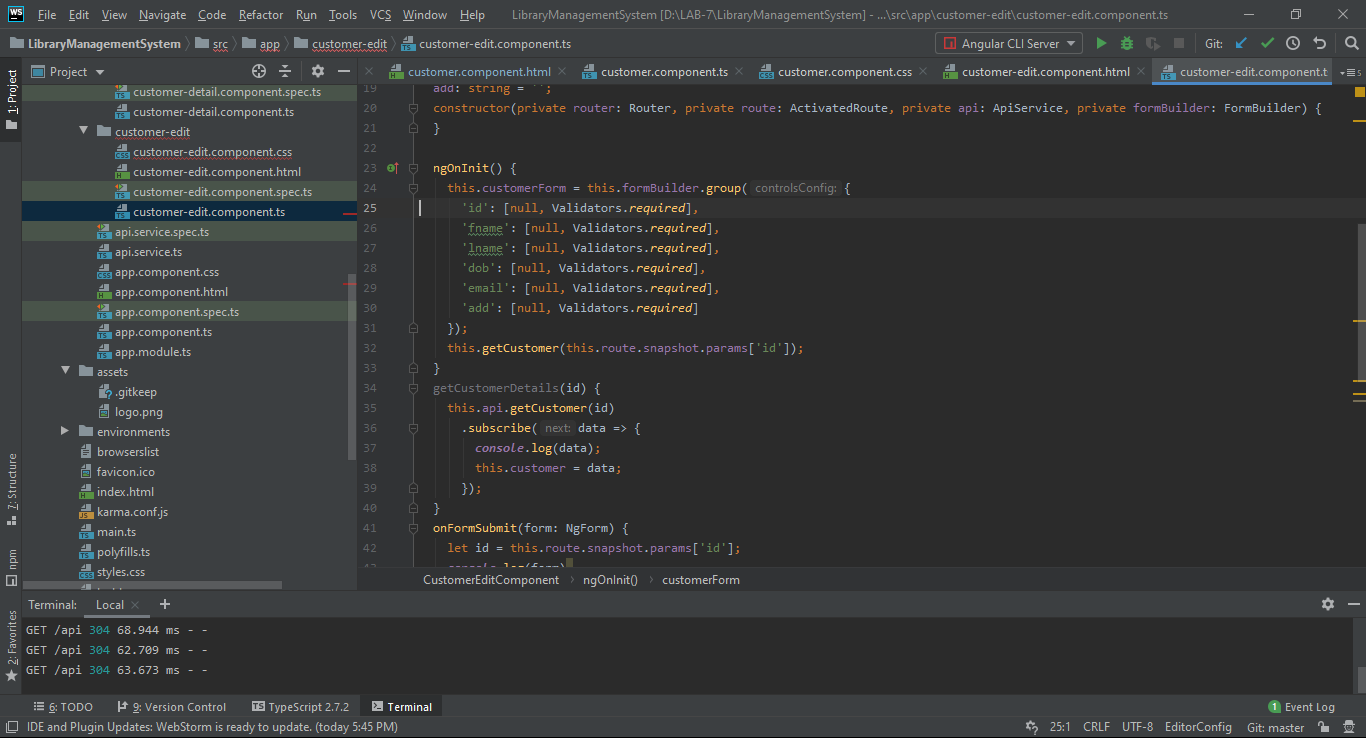 WS File Edit View Navigate Code Refactor Run Tools VCS Window Help LibraryManagementSystem [D:\LAB-7\LibraryManagementSystem] - ...\src\app\customer-edit\customer-edit.component.ts
LibraryManagementSystem src app customer-edit customer-edit.component.ts Angular CLI Server Git:
Project customer.component.html customer.component.ts customer.component.css customer-edit.component.html customer-edit.component.t
1: Project
7: Structure
npm
2: Favorites
customer-detail.component.spec.ts
customer-detail.component.ts
customer-edit
customer-edit.component.css
customer-edit.component.html
customer-edit.component.spec.ts
customer-edit.component.ts
api.service.spec.ts
api.service.ts
app.component.css
app.component.html
app.component.spec.ts
app.component.ts
app.module.ts
assets
.gitkeep
logo.png
environments
browserslist
favicon.ico
index.html
karma.conf.js
main.ts
polyfills.ts
styles.css
19 add: string = '';
20 constructor(private router: Router, private route: ActivatedRoute, private api: ApiService, private formBuilder: FormBuilder) {
21 }
22
23 ngOnInit() {
24 this.customerForm = this.formBuilder.group( controlsConfig: {
25 'id': [null, Validators.required],
26 'fname': [null, Validators.required],
27 'lname': [null, Validators.required],
28 'dob': [null, Validators.required],
29 'email': [null, Validators.required],
30 'add': [null, Validators.required]
31 });
32 this.getCustomer(this.route.snapshot.params['id']);
33 }
34 getCustomerDetails(id) {
35 this.api.getCustomer(id)
36 .subscribe( next: data => {
37 console.log(data);
38 this.customer = data;
39 });
40 }
41 onFormSubmit(form: NgForm) {
42 let id = this.route.snapshot.params['id'];
43 console.log(form)
CustomerEditComponent ngOnInit() customerForm
Terminal: Local +
GET /api 304 68.944 ms - -
GET /api 304 62.709 ms - -
GET /api 304 63.673 ms - -
6: TODO 9: Version Control TypeScript 2.7.2 Terminal 1 Event Log
IDE and Plugin Updates: WebStorm is ready to update. (today 5:45 PM) 25:1 CRLF UTF-8 EditorConfig Git: master